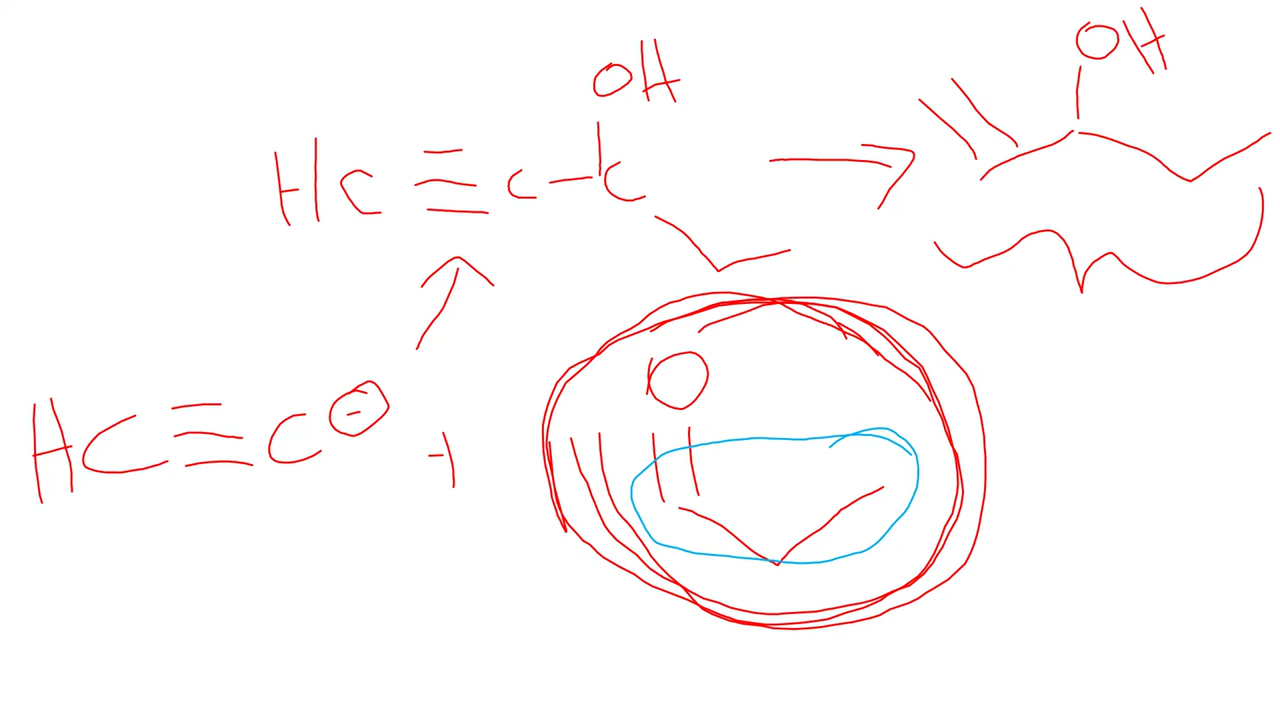 OH
OH
HC≡C-C
HC≡C⊖ +
O